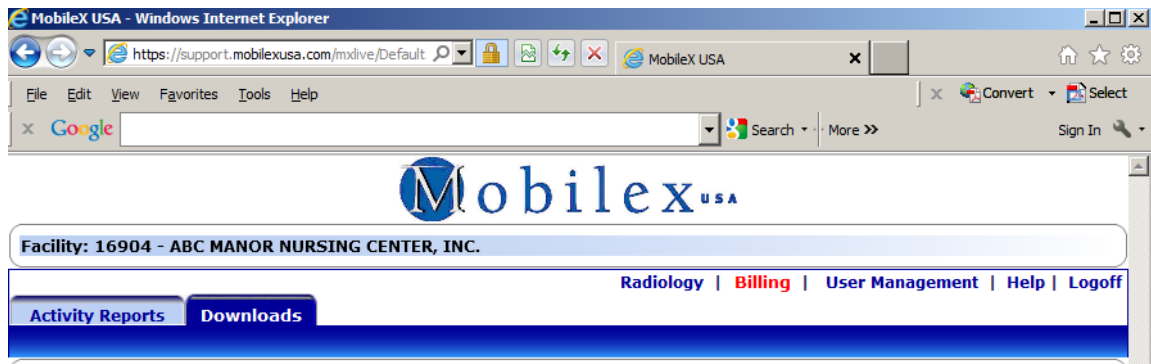 MobileX USA - Windows Internet Explorer
https://support.mobilexusa.com/mxlive/Default MobileX USA
File Edit View Favorites Tools Help Convert Select
Google Search More >> Sign In
Mobilex USA
Facility: 16904 - ABC MANOR NURSING CENTER, INC.
Radiology | Billing | User Management | Help | Logoff
Activity Reports Downloads